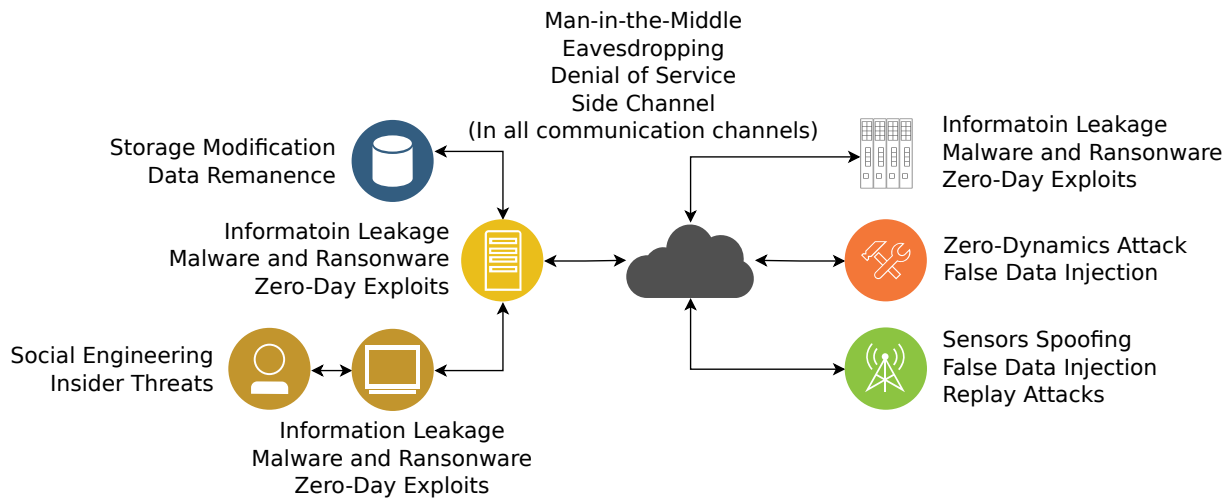 Man-in-the-Middle
Eavesdropping
Denial of Service
Side Channel
(In all communication channels)
Storage Modification
Data Remanence
Informatoin Leakage
Malware and Ransonware
Zero-Day Exploits
Informatoin Leakage
Malware and Ransonware
Zero-Day Exploits
Zero-Dynamics Attack
False Data Injection
Social Engineering
Insider Threats
Information Leakage
Malware and Ransonware
Zero-Day Exploits
Sensors Spoofing
False Data Injection
Replay Attacks